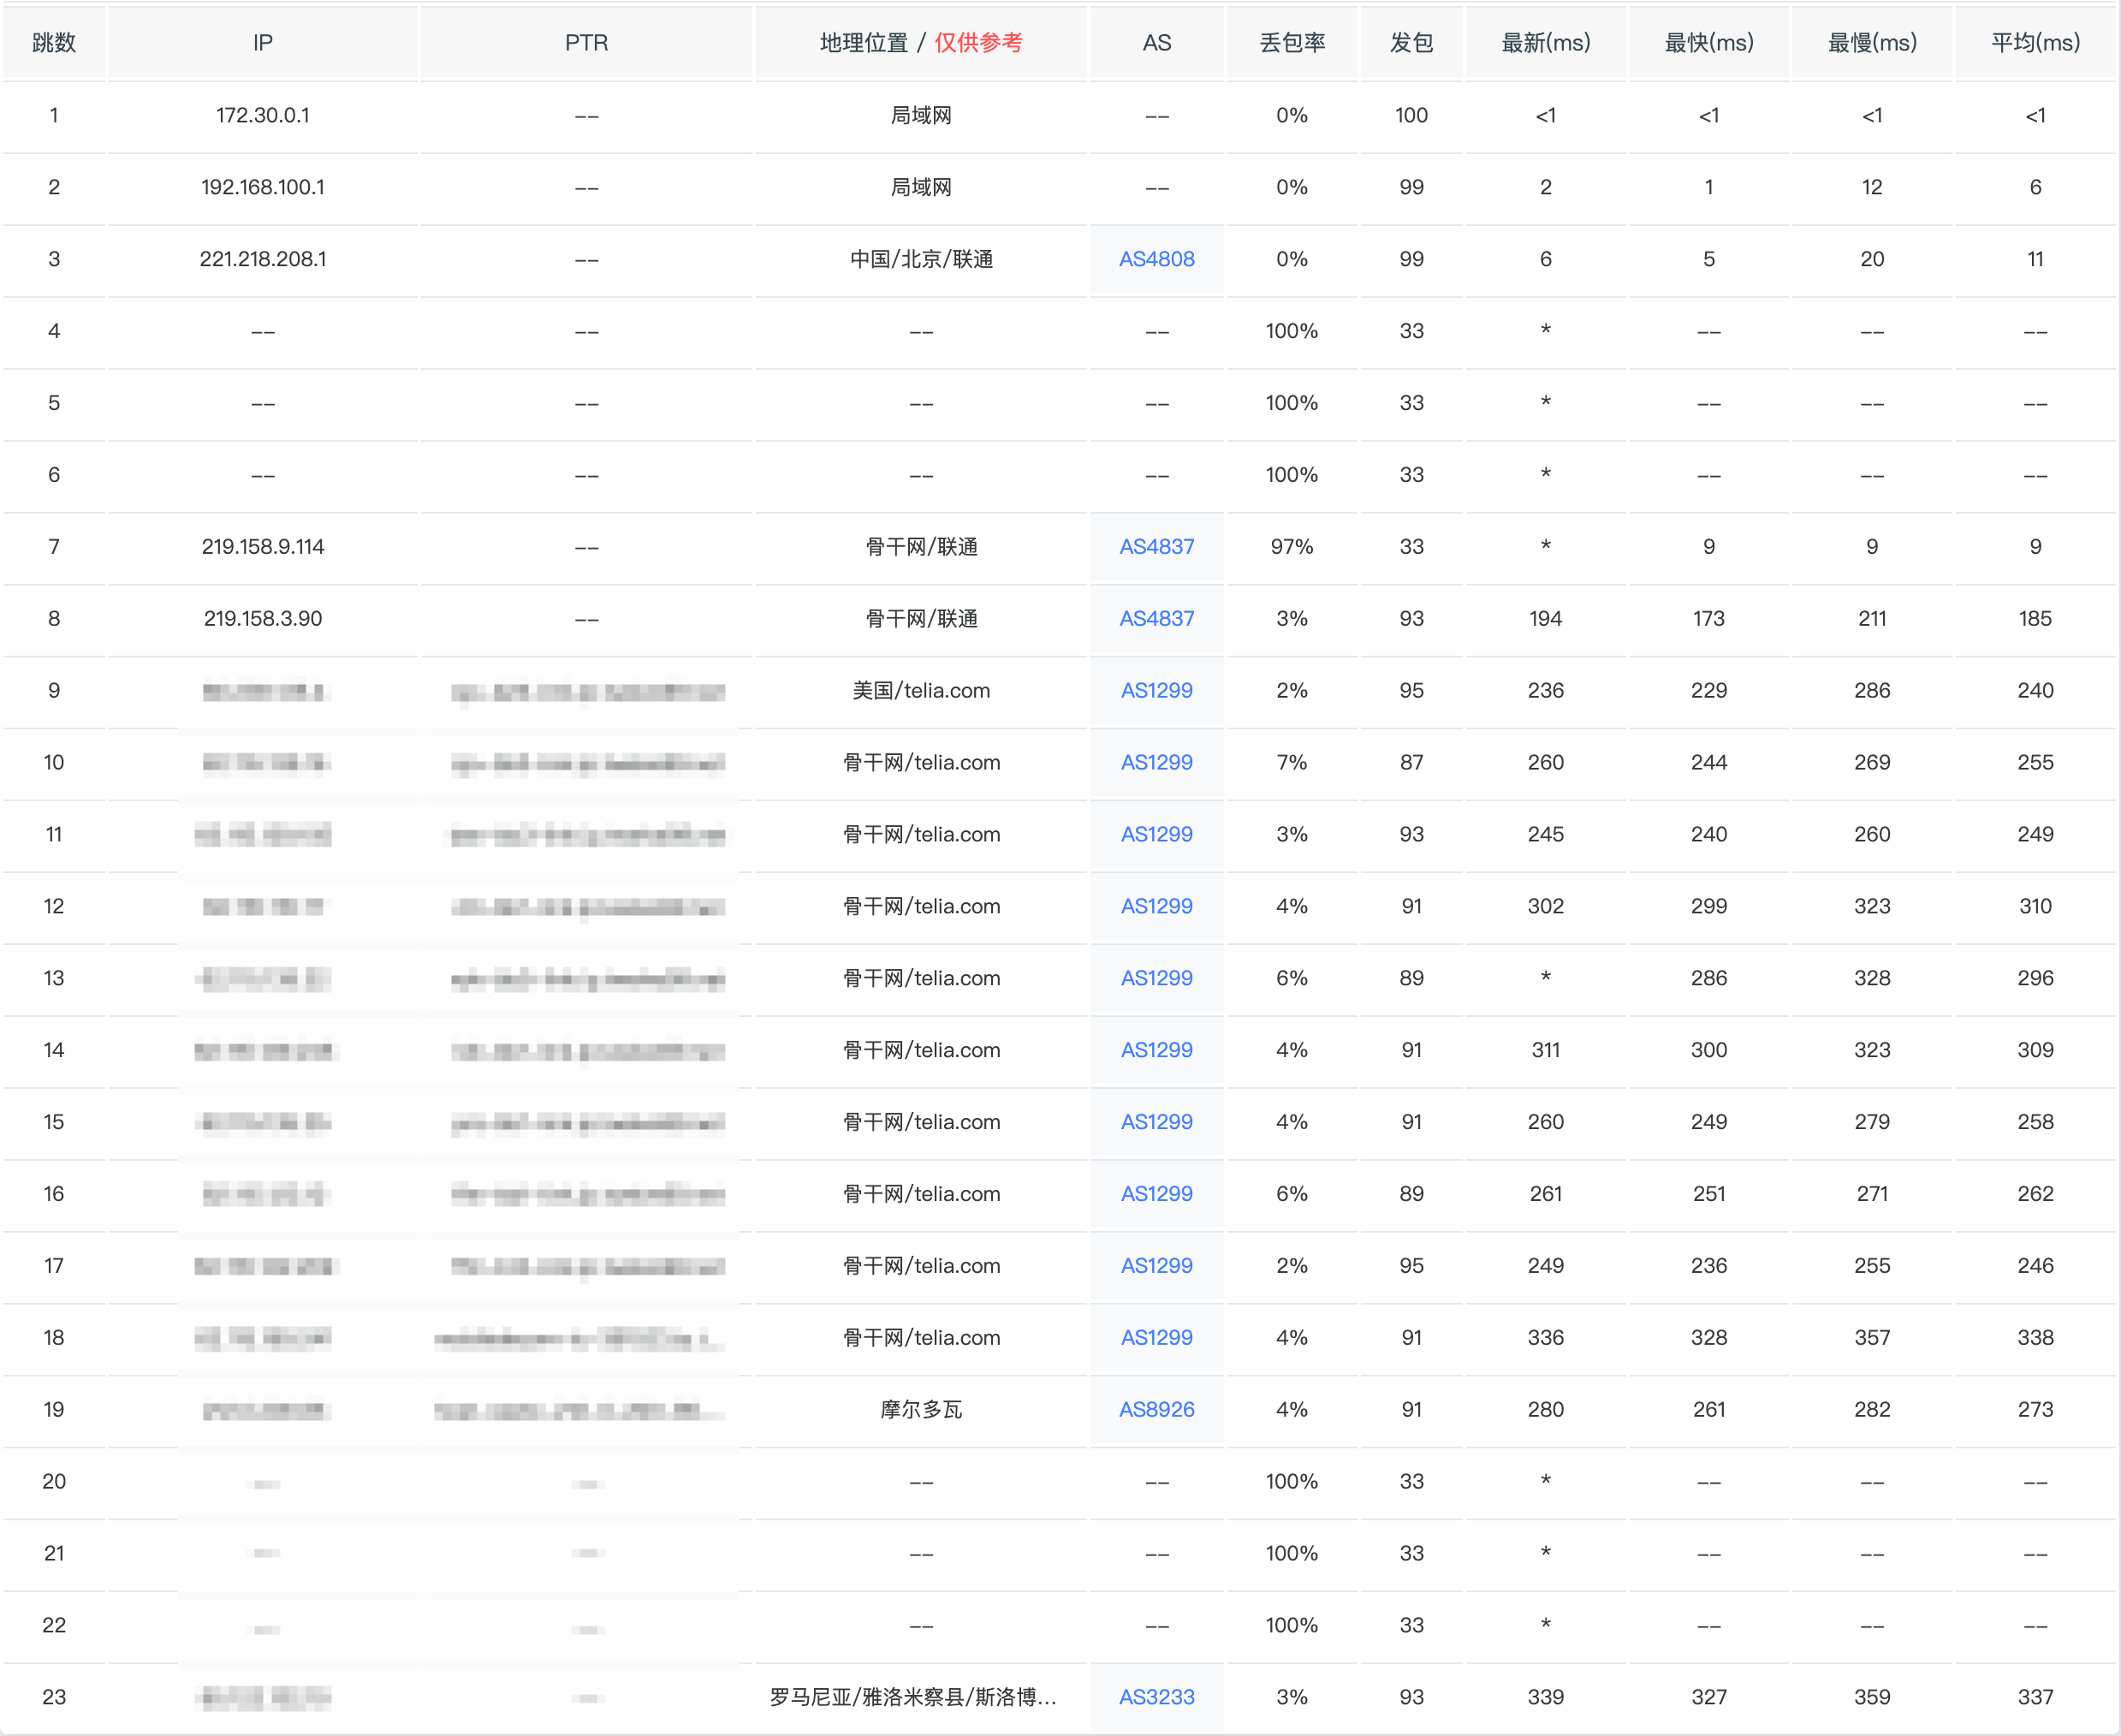 跳数 IP PTR 地理位置 / 仅供参考 AS 丢包率 发包 最新(ms) 最快(ms) 最慢(ms) 平均(ms)
1 172.30.0.1 -- 局域网 -- 0% 100 <1 <1 <1 <1
2 192.168.100.1 -- 局域网 -- 0% 99 2 1 12 6
3 221.218.208.1 -- 中国/北京/联通 AS4808 0% 99 6 5 20 11
4 -- -- -- -- 100% 33 * -- -- --
5 -- -- -- -- 100% 33 * -- -- --
6 -- -- -- -- 100% 33 * -- -- --
7 219.158.9.114 -- 骨干网/联通 AS4837 97% 33 * 9 9 9
8 219.158.3.90 -- 骨干网/联通 AS4837 3% 93 194 173 211 185
9 美国/telia.com AS1299 2% 95 236 229 286 240
10 骨干网/telia.com AS1299 7% 87 260 244 269 255
11 骨干网/telia.com AS1299 3% 93 245 240 260 249
12 骨干网/telia.com AS1299 4% 91 302 299 323 310
13 骨干网/telia.com AS1299 6% 89 * 286 328 296
14 骨干网/telia.com AS1299 4% 91 311 300 323 309
15 骨干网/telia.com AS1299 4% 91 260 249 279 258
16 骨干网/telia.com AS1299 6% 89 261 251 271 262
17 骨干网/telia.com AS1299 2% 95 249 236 255 246
18 骨干网/telia.com AS1299 4% 91 336 328 357 338
19 摩尔多瓦 AS8926 4% 91 280 261 282 273
20 -- -- 100% 33 * -- -- --
21 -- -- 100% 33 * -- -- --
22 -- -- 100% 33 * -- -- --
23 罗马尼亚/雅洛米察县/斯洛博... AS3233 3% 93 339 327 359 337